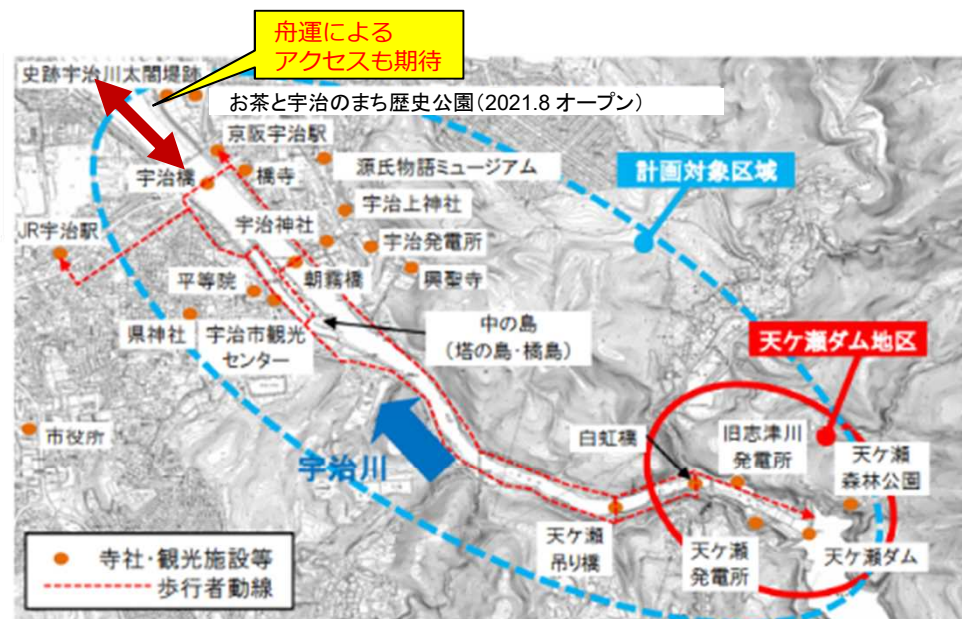 舟運による
アクセスも期待
史跡宇治川太閤堤跡
お茶と宇治のまち歴史公園(2021.8 オープン)
京阪宇治駅
宇治橋
橋寺
源氏物語ミュージアム
計画対象区域
宇治上神社
JR宇治駅
宇治神社
宇治発電所
平等院
朝霧橋
興聖寺
県神社
宇治市観光
センター
中の島
(塔の島・橘島)
天ケ瀬ダム地区
市役所
宇治川
白虹橋
旧志津川
発電所
天ケ瀬
森林公園
天ケ瀬
吊り橋
天ケ瀬
発電所
天ケ瀬ダム
寺社・観光施設等
歩行者動線